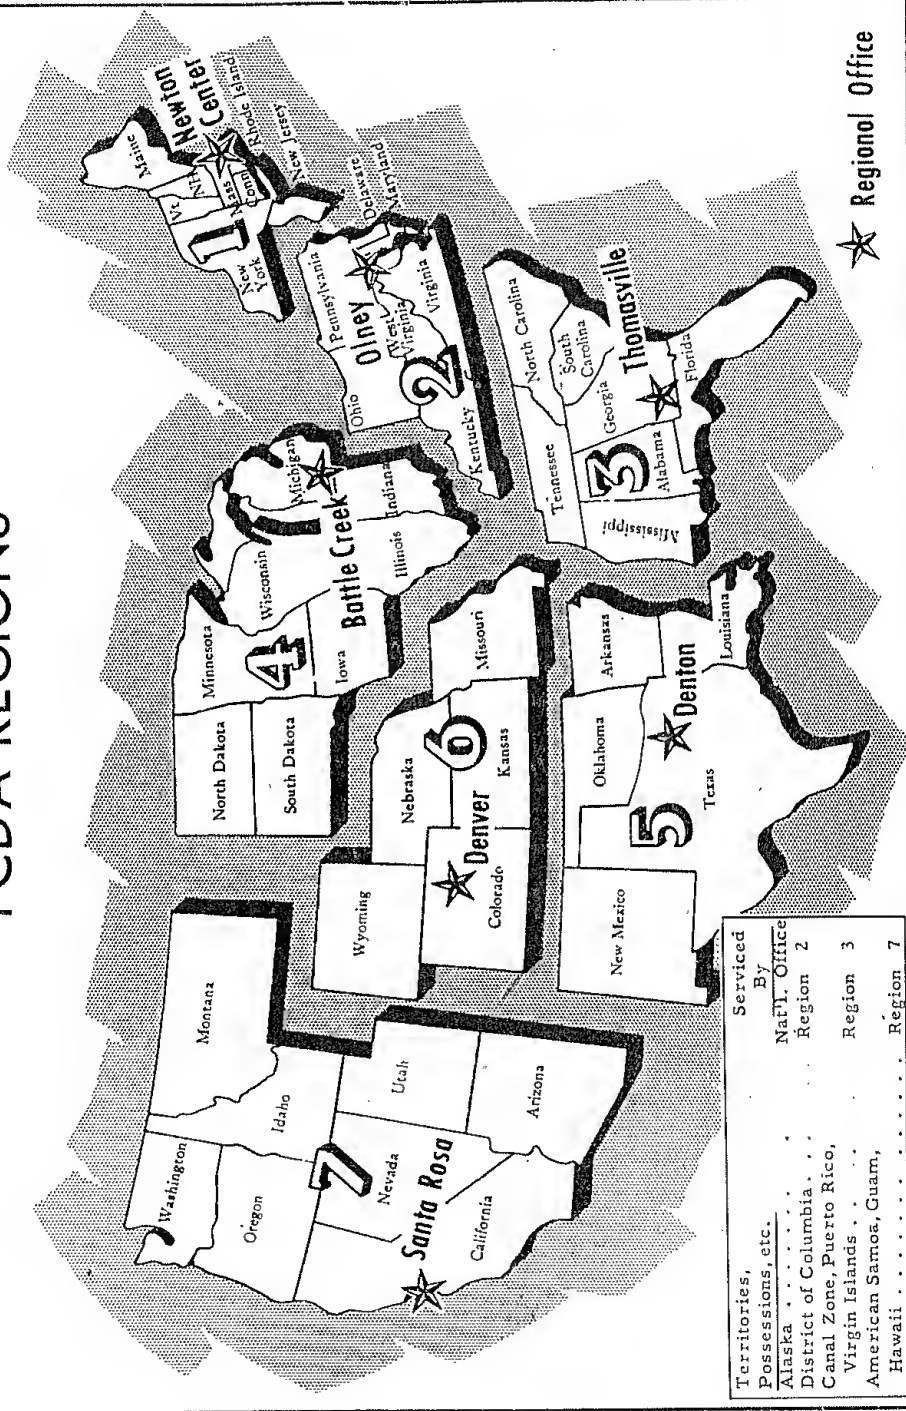 FCDA REGIONS
Washington
Oregon
Montana
Idaho
7
Nevada
Utah
Santa Rosa
California
Arizona
Wyoming
Nebraska
6
Denver
Colorado
Kansas
Missouri
North Dakota
South Dakota
Minnesota
4
Iowa
Wisconsin
Battle Creek
Michigan
Illinois
Indiana
New Mexico
Oklahoma
5
Denton
Texas
Arkansas
Louisiana
Tennessee
North Carolina
South
Carolina
3
Mississippi
Alabama
Georgia
Thomasville
Florida
Ohio
Pennsylvania
Olney
West
Virginia
2
Virginia
Kentucky
Delaware
Maryland
Maine
Vt
NH
1
Mass
Conn
New
York
Newton
Center
Rhode Island
New Jersey
Territories,
Possessions, etc.
Serviced
By
Alaska . . . . . . . Nat'l. Office
District of Columbia . . . Region 2
Canal Zone, Puerto Rico,
Virgin Islands . . . . Region 3
American Samoa, Guam,
Hawaii . . . . . . . . . . . Region 7
Regional Office